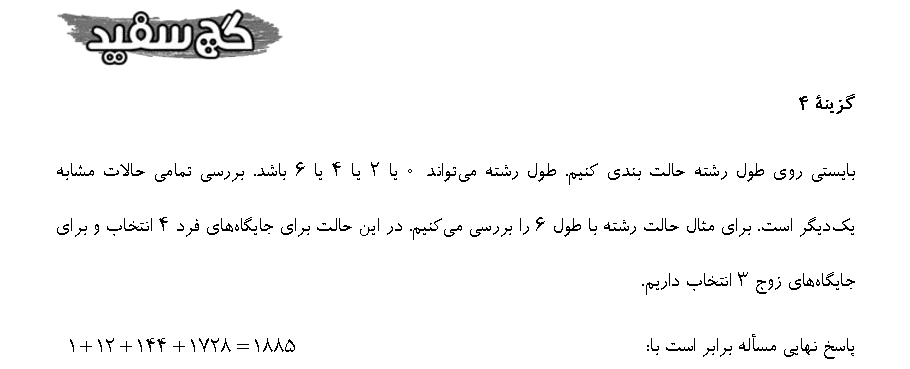 گچ سفید
گزینهٔ ۴
بایستی روی طول رشته حالت بندی کنیم. طول رشته می‌تواند ۰ یا ۲ یا ۴ یا ۶ باشد. بررسی تمامی حالات مشابه
یک‌دیگر است. برای مثال حالت رشته با طول ۶ را بررسی می‌کنیم. در این حالت برای جایگاه‌های فرد ۴ انتخاب و برای
جایگاه‌های زوج ۳ انتخاب داریم.
پاسخ نهایی مسأله برابر است با: ۱+۱۲+۱۴۴+۱۷۲۸=۱۸۸۵